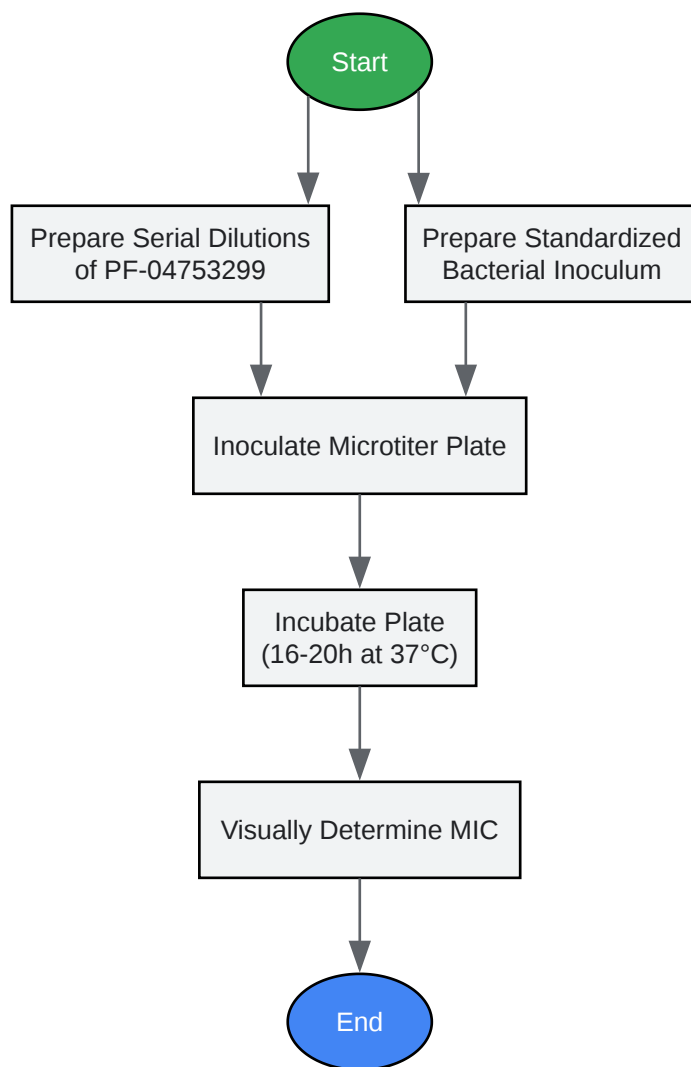 Start
Prepare Serial Dilutions
of PF-04753299
Prepare Standardized
Bacterial Inoculum
Inoculate Microtiter Plate
Incubate Plate
(16-20h at 37°C)
Visually Determine MIC
End